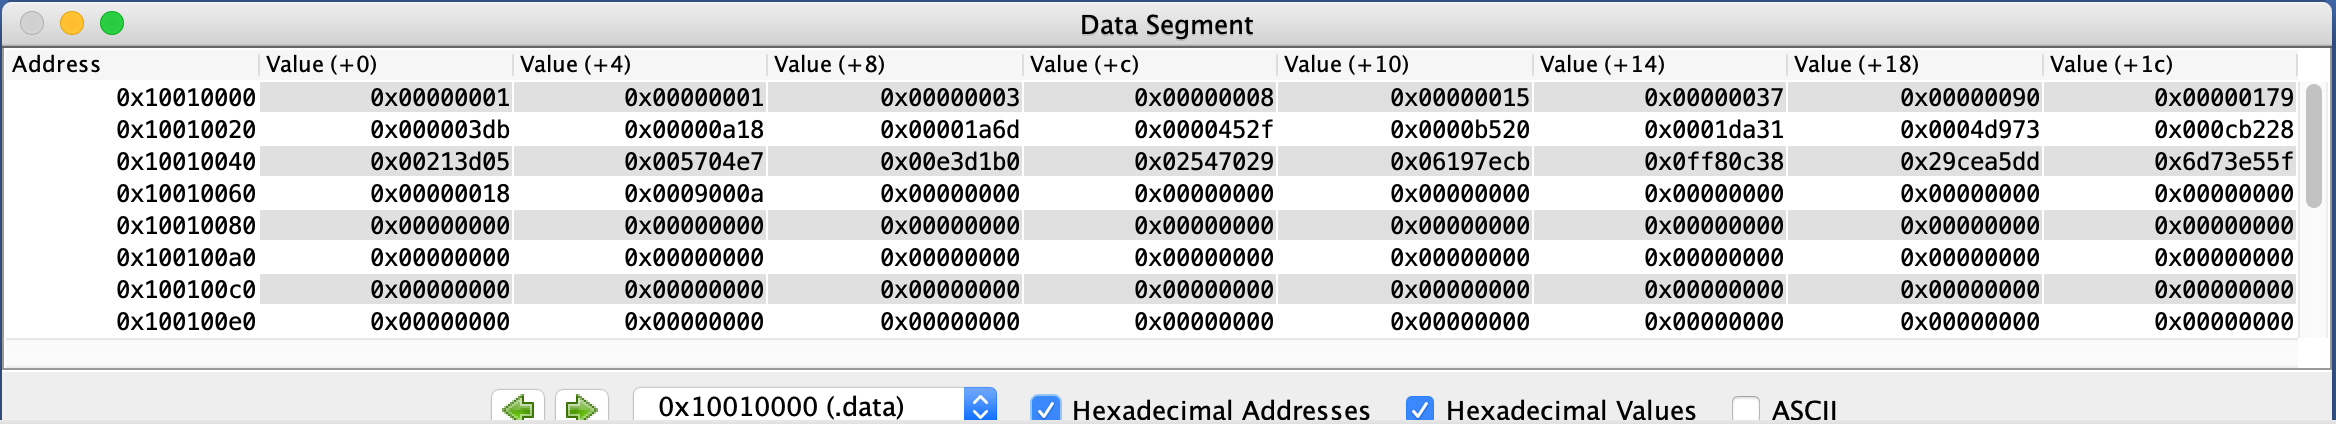 Data Segment
Address Value (+0) Value (+4) Value (+8) Value (+c) Value (+10) Value (+14) Value (+18) Value (+1c)
0x10010000 0x00000001 0x00000001 0x00000003 0x00000008 0x00000015 0x00000037 0x00000090 0x00000179
0x10010020 0x000003db 0x00000a18 0x00001a6d 0x0000452f 0x0000b520 0x0001da31 0x0004d973 0x000cb228
0x10010040 0x00213d05 0x005704e7 0x00e3d1b0 0x02547029 0x06197ecb 0x0ff80c38 0x29cea5dd 0x6d73e55f
0x10010060 0x00000018 0x0009000a 0x00000000 0x00000000 0x00000000 0x00000000 0x00000000 0x00000000
0x10010080 0x00000000 0x00000000 0x00000000 0x00000000 0x00000000 0x00000000 0x00000000 0x00000000
0x100100a0 0x00000000 0x00000000 0x00000000 0x00000000 0x00000000 0x00000000 0x00000000 0x00000000
0x100100c0 0x00000000 0x00000000 0x00000000 0x00000000 0x00000000 0x00000000 0x00000000 0x00000000
0x100100e0 0x00000000 0x00000000 0x00000000 0x00000000 0x00000000 0x00000000 0x00000000 0x00000000
0x10010000 (.data) Hexadecimal Addresses Hexadecimal Values ASCII